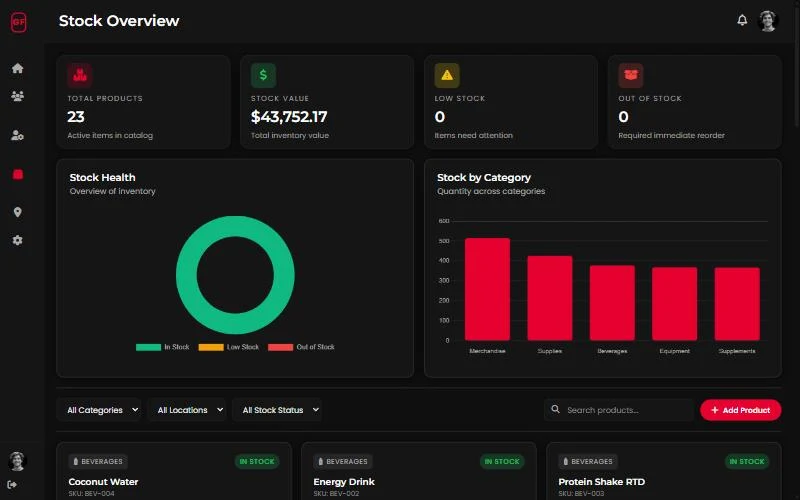 GF
Stock Overview
TOTAL PRODUCTS
23
Active items in catalog
STOCK VALUE
$43,752.17
Total inventory value
LOW STOCK
0
Items need attention
OUT OF STOCK
0
Required immediate reorder
Stock Health
Overview of inventory
In Stock
Low Stock
Out of Stock
Stock by Category
Quantity across categories
600
500
400
300
200
100
0
Merchandise
Supplies
Beverages
Equipment
Supplements
All Categories
All Locations
All Stock Status
Search products...
+ Add Product
BEVERAGES
IN STOCK
Coconut Water
SKU: BEV-004
BEVERAGES
IN STOCK
Energy Drink
SKU: BEV-002
BEVERAGES
IN STOCK
Protein Shake RTD
SKU: BEV-003